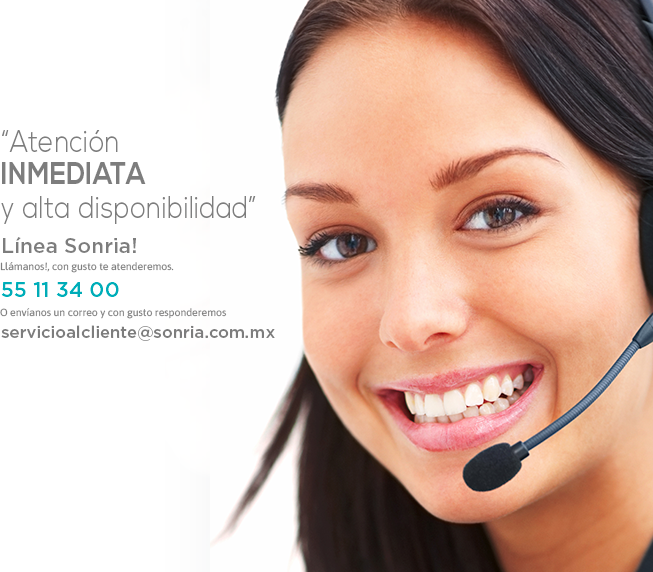 “Atención
INMEDIATA
y alta disponibilidad”
Línea Sonria!
Llámanos!, con gusto te atenderemos.
55 11 34 00
O envíanos un correo y con gusto responderemos
servicioalcliente@sonria.com.mx